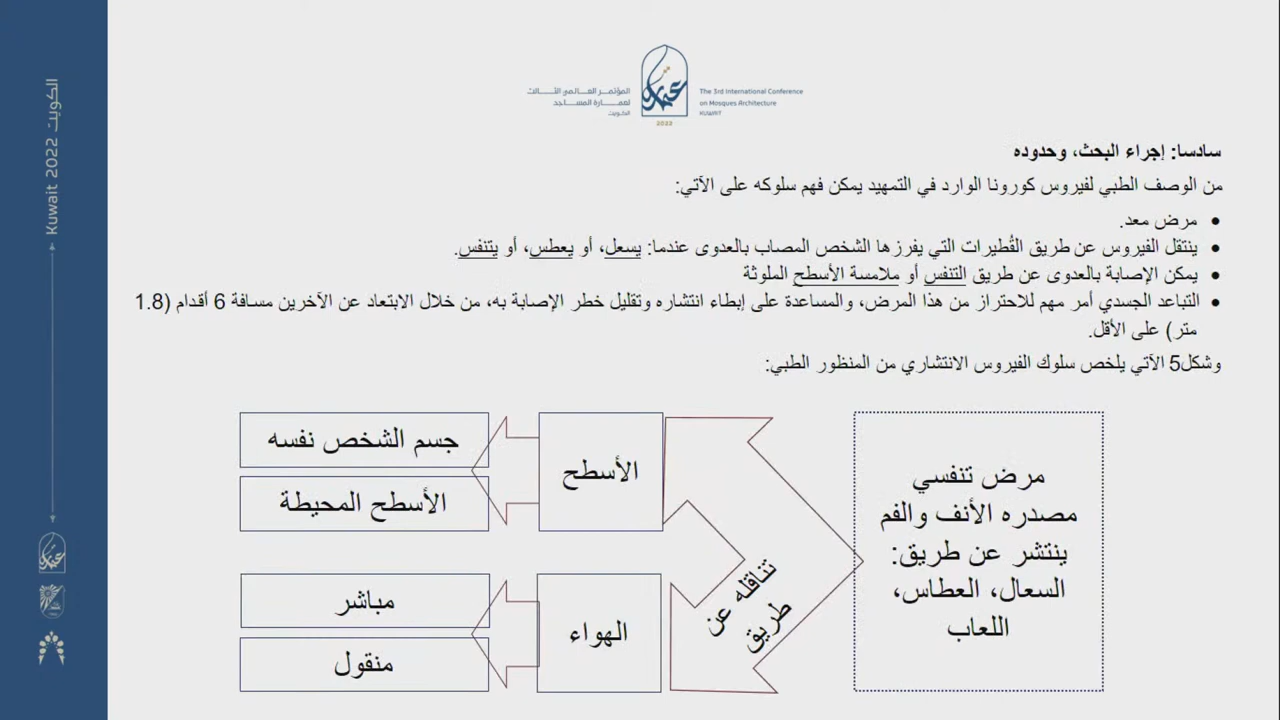 المؤتمر العالمي الثالث
لعمارة المساجد
الكويت
The 3rd International Conference
on Mosques Architecture
KUWAIT
2022
Kuwait 2022 الكويت
سادسا: إجراء البحث، وحدوده
من الوصف الطبي لفيروس كورونا الوارد في التمهيد يمكن فهم سلوكه على الآتي:
• مرض معد.
• ينتقل الفيروس عن طريق القُطيرات التي يفرزها الشخص المصاب بالعدوى عندما: يسعل، أو يعطس، أو يتنفس.
• يمكن الإصابة بالعدوى عن طريق التنفس أو ملامسة الأسطح الملوثة
• التباعد الجسدي أمر مهم للاحتراز من هذا المرض، والمساعدة على إبطاء انتشاره وتقليل خطر الإصابة به، من خلال الابتعاد عن الآخرين مسافة 6 أقدام (1.8
متر) على الأقل.
وشكل5 الآتي يلخص سلوك الفيروس الانتشاري من المنظور الطبي:
مرض تنفسي
مصدره الأنف والفم
ينتشر عن طريق:
السعال، العطاس،
اللعاب
تناقله عن
طريق
الأسطح
جسم الشخص نفسه
الأسطح المحيطة
الهواء
مباشر
منقول